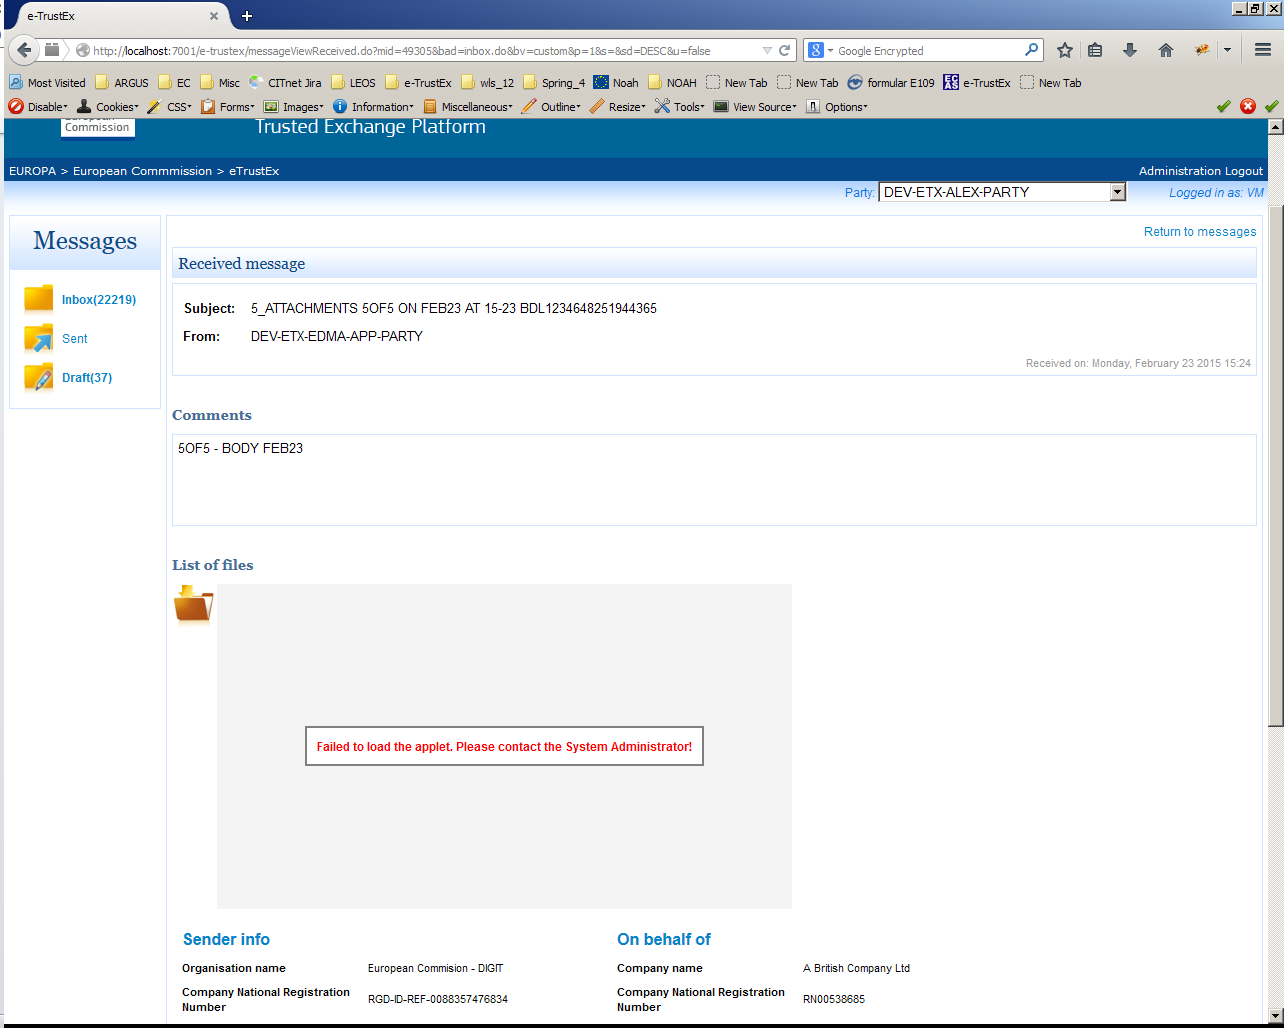 e-TrustEx
http://localhost:7001/e-trustex/messageViewReceived.do?mid=49305&bad=inbox.do&bv=custom&p=1&s=&sd=DESC&u=false
Google Encrypted
Most Visited ARGUS EC Misc CITnet Jira LEOS e-TrustEx wls_12 Spring_4 Noah NOAH New Tab New Tab formular E109 e-TrustEx New Tab
Disable Cookies CSS Forms Images Information Miscellaneous Outline Resize Tools View Source Options
Commission
Trusted Exchange Platform
EUROPA > European Commmission > eTrustEx
Administration Logout
Party: DEV-ETX-ALEX-PARTY
Logged in as: VM
Messages
Inbox(22219)
Sent
Draft(37)
Return to messages
Received message
Subject: 5_ATTACHMENTS 5OF5 ON FEB23 AT 15-23 BDL1234648251944365
From: DEV-ETX-EDMA-APP-PARTY
Received on: Monday, February 23 2015 15:24
Comments
5OF5 - BODY FEB23
List of files
Failed to load the applet. Please contact the System Administrator!
Sender info
Organisation name European Commision - DIGIT
Company National Registration Number RGD-ID-REF-0088357476834
On behalf of
Company name A British Company Ltd
Company National Registration Number RN00538685